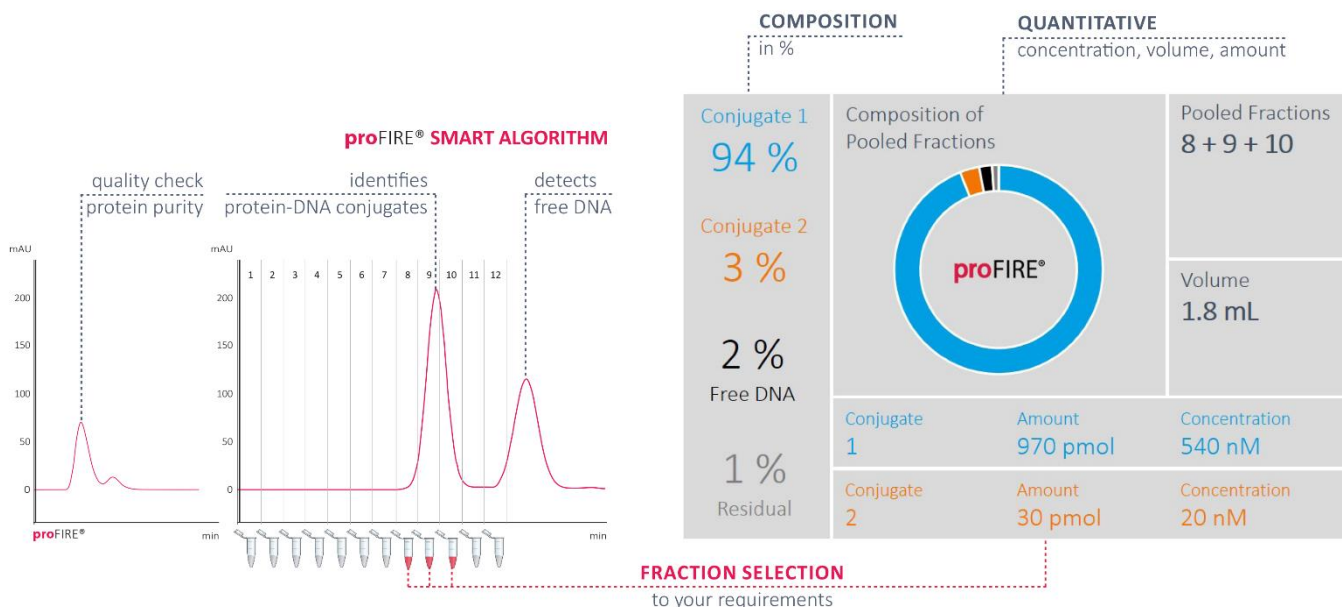 proFIRE® SMART ALGORITHM
quality check
protein purity
identifies
protein-DNA conjugates
detects
free DNA
mAU
200
150
100
50
0
proFIRE®
min
mAU
1 2 3 4 5 6 7 8 9 10 11 12
200
150
100
50
0
min
FRACTION SELECTION
to your requirements
COMPOSITION
in %
QUANTITATIVE
concentration, volume, amount
Conjugate 1
94 %
Conjugate 2
3 %
2 %
Free DNA
1 %
Residual
Composition of
Pooled Fractions
proFIRE®
Pooled Fractions
8 + 9 + 10
Volume
1.8 mL
Conjugate Amount Concentration
1 970 pmol 540 nM
Conjugate Amount Concentration
2 30 pmol 20 nM